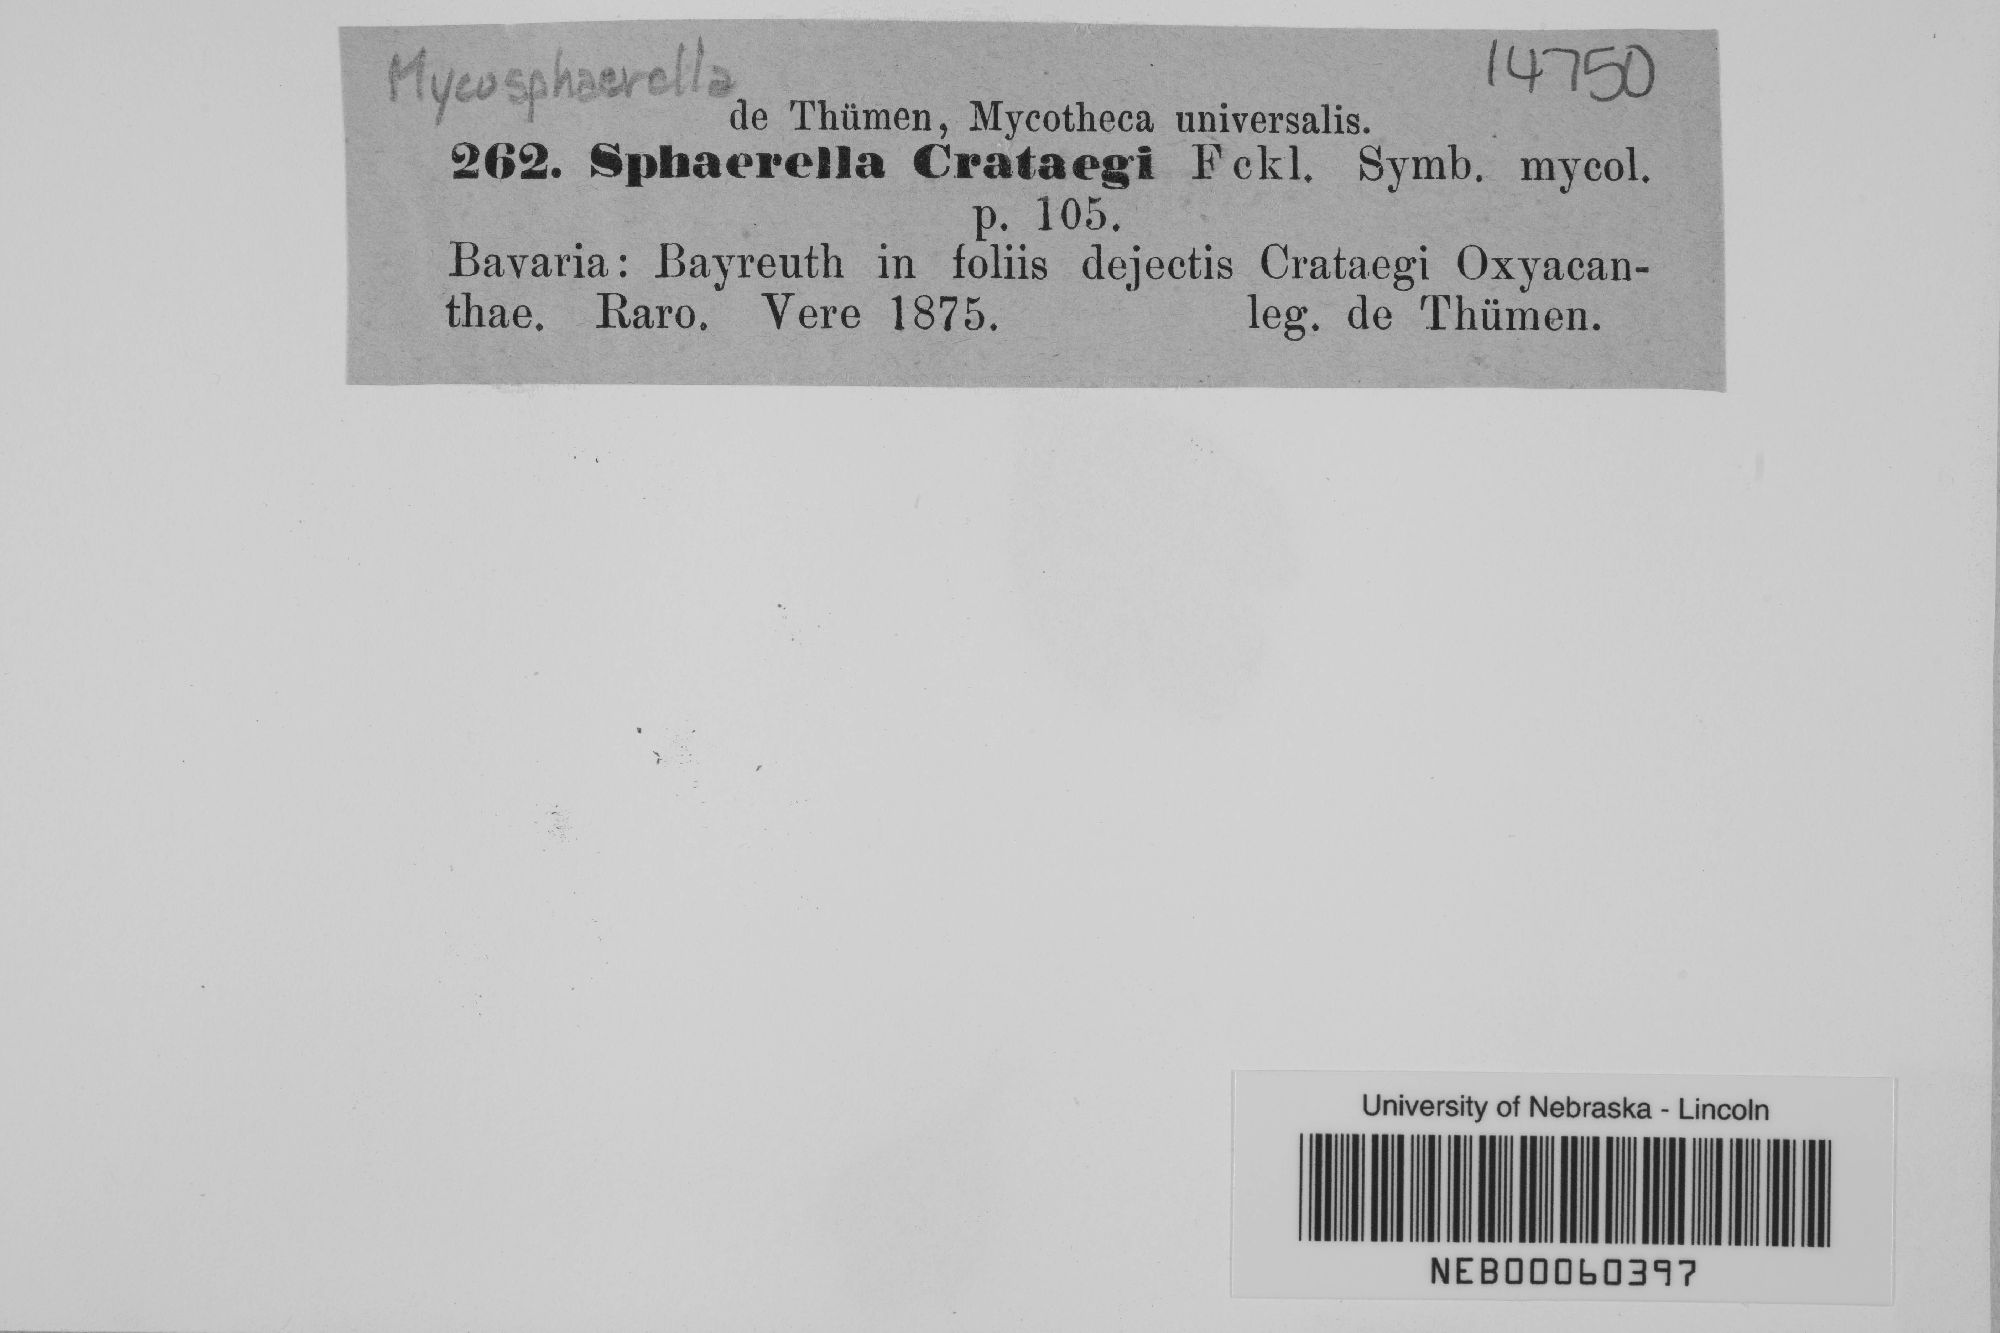 Mycosphaerella
14750
de Thümen, Mycotheca universalis.
262. Sphaerella Crataegi Fckl. Symb. mycol.
p. 105.
Bavaria: Bayreuth in foliis dejectis Crataegi Oxyacan-
thae. Raro. Vere 1875. leg. de Thümen.
University of Nebraska - Lincoln
NEB00060397